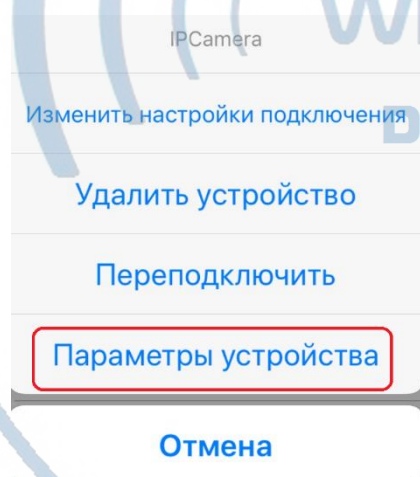 IPCamera
Изменить настройки подключения
Удалить устройство
Переподключить
Параметры устройства
Отмена